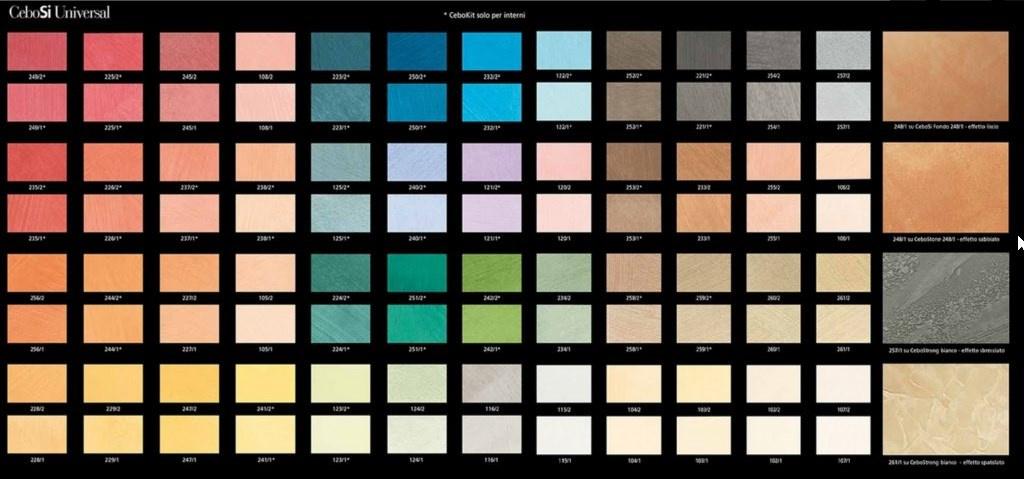 CeboSi Universal
* CeboKit solo per interni
249/2* 225/2* 245/2 108/2 223/2* 250/2* 232/2* 122/2* 252/2* 221/2* 254/2 257/2
249/1* 225/1* 245/1 108/1 223/1* 250/1* 232/1* 122/1* 252/1* 221/1* 254/1 257/1
248/1 su CeboSi Fondo 248/1 - effetto liscio
235/2* 226/2* 237/2* 238/2* 125/2* 240/2* 121/2* 120/2 253/2* 233/2 255/2 106/2
235/1* 226/1* 237/1* 238/1* 125/1* 240/1* 121/1* 120/1 253/1* 233/1 255/1
248/1 su CeboStone 248/1 - effetto sabbiato
256/2 244/2* 227/2 105/2 224/2* 251/2* 242/2* 234/2 258/2* 259/2* 260/2 261/2
256/1 244/1* 227/1 105/1 224/1* 251/1* 242/1* 234/1 258/1* 259/1* 260/1 261/1
257/1 su CeboStrong bianco - effetto sbrecciato
228/2 229/2 247/2 241/2* 123/2* 124/2 116/2 115/2 104/2 103/2 102/2 107/2
228/1 229/1 247/1 241/1* 123/1* 124/1 116/1 115/1 104/1 103/1 102/1 107/1
261/1 su CeboStrong bianco - effetto spatolato